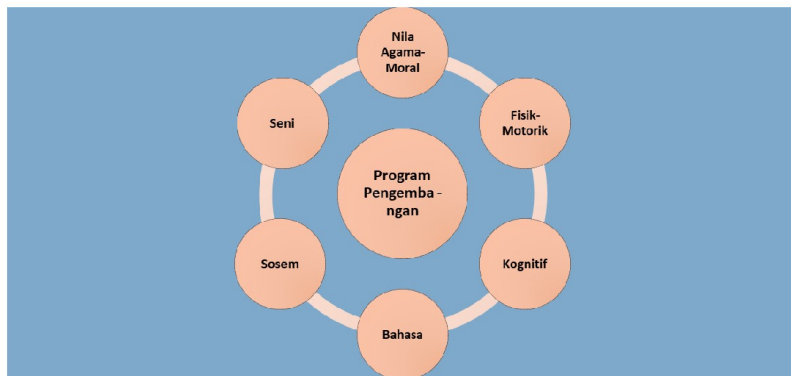 Nila
Agama-
Moral
Seni
Fisik-
Motorik
Program
Pengemba -
ngan
Sosem
Kognitif
Bahasa